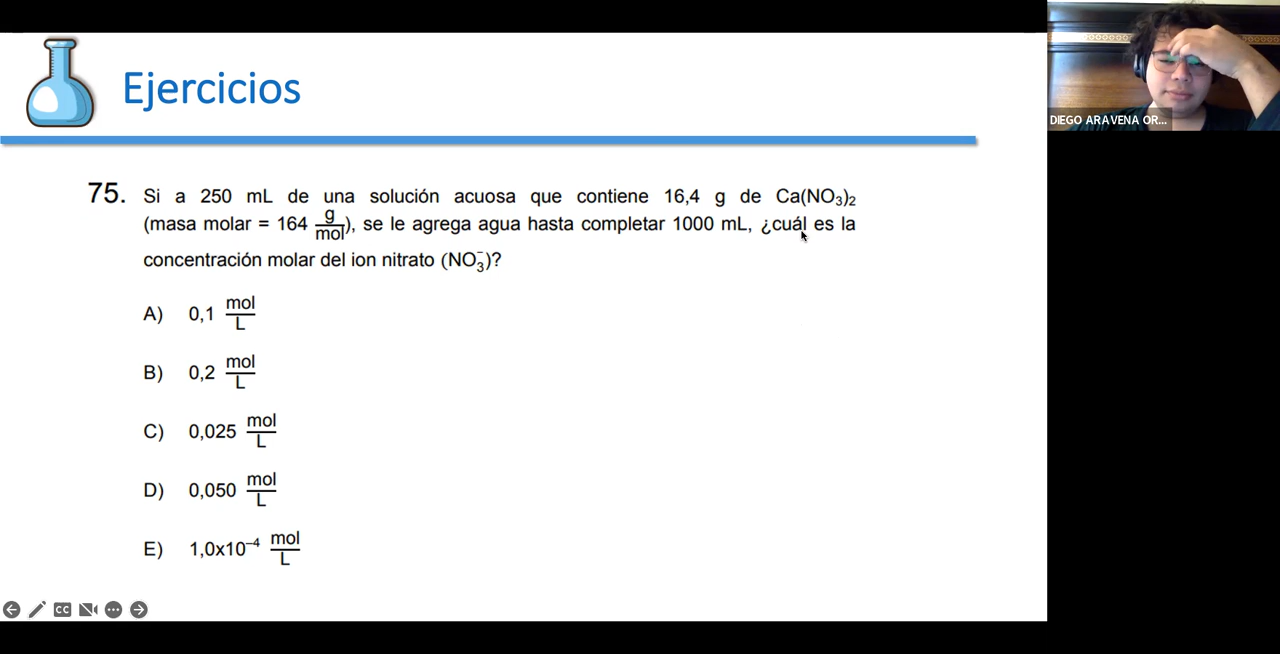 Ejercicios
DIEGO ARAVENA OR...
75. Si a 250 mL de una solución acuosa que contiene 16,4 g de Ca(NO₃)₂
(masa molar = 164 g/mol), se le agrega agua hasta completar 1000 mL, ¿cuál es la
concentración molar del ion nitrato (NO₃⁻)?
A) 0,1 mol/L
B) 0,2 mol/L
C) 0,025 mol/L
D) 0,050 mol/L
E) 1,0x10⁻⁴ mol/L
CC